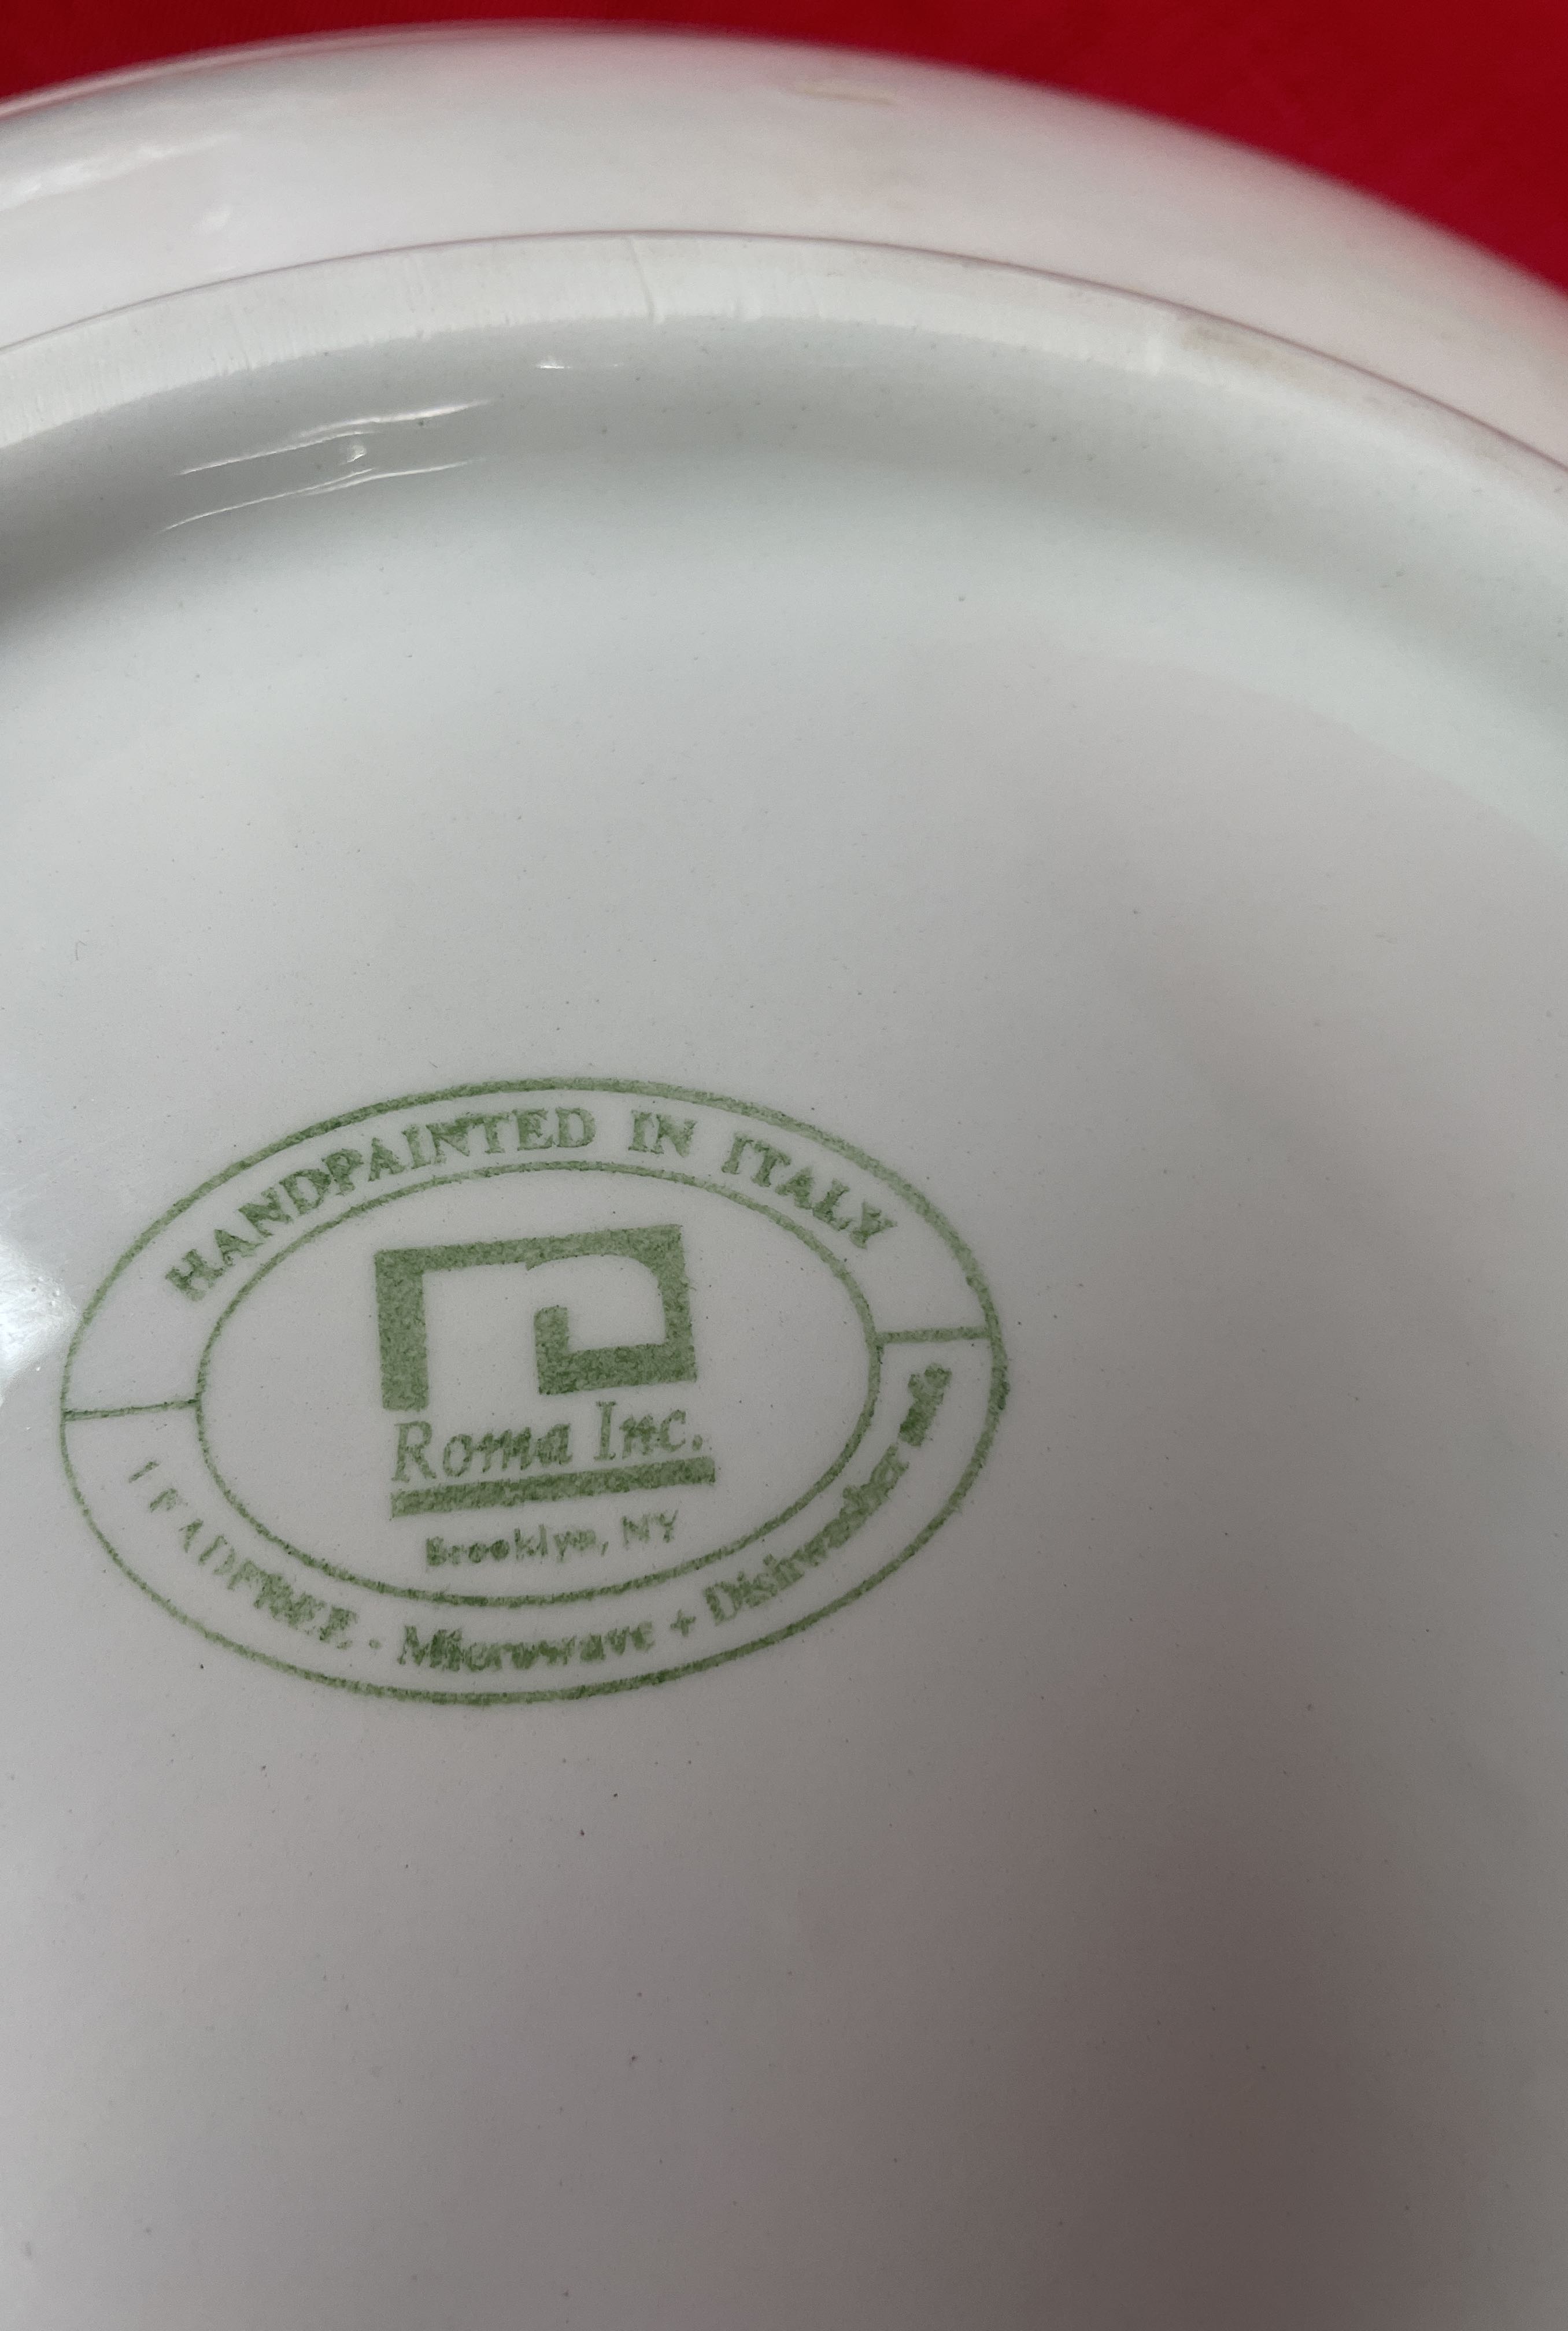 HANDPAINTED IN ITALY
Roma Inc.
Brooklyn, NY
LEADFREE · Microwave + Dishwasher safe